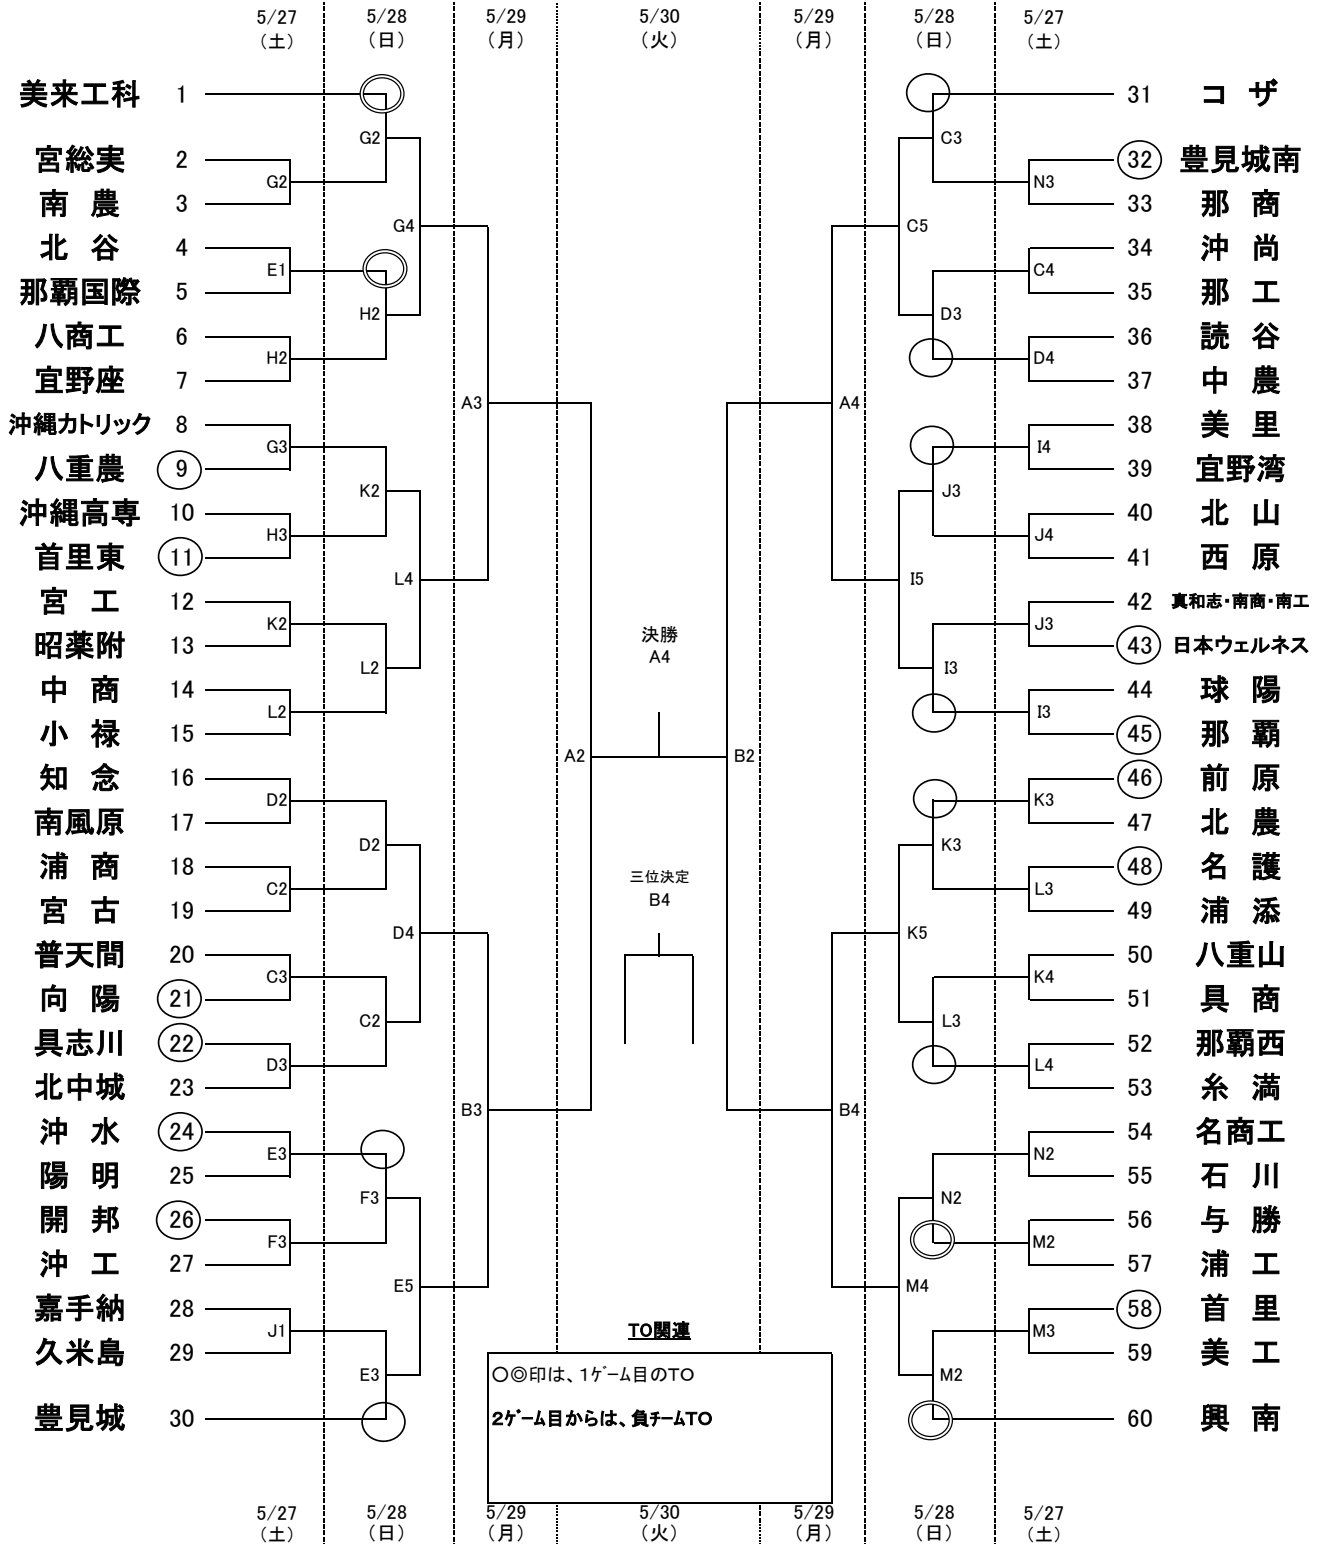 5/27 5/28 5/29 5/30 5/29 5/28 5/27
（土） （日） （月） （火） （月） （日） （土）
美来工科 1 31 コ ザ
G2 C3
宮総実 2 32 豊見城南
G2 N3
南 農 3 33 那 商
G4 C5
北 谷 4 34 沖 尚
E1 C4
那覇国際 5 35 那 工
H2 D3
八商工 6 36 読 谷
H2 D4
宜野座 7 37 中 農
A3 A4
沖縄カトリック 8 38 美 里
G3 I4
八重農 9 39 宜野湾
K2 J3
沖縄高専 10 40 北 山
H3 J4
首里東 11 41 西 原
L4 I5
宮 工 12 42 真和志・南商・南工
K2 J3
昭薬附 13 決勝 43 日本ウェルネス
L2 A4 I3
中 商 14 44 球 陽
L2 I3
小 禄 15 45 那 覇
A2 B2
知 念 16 46 前 原
D2 K3
南風原 17 47 北 農
D2 K3
浦 商 18 三位決定 48 名 護
C2 B4 L3
宮 古 19 49 浦 添
D4 K5
普天間 20 50 八重山
C3 K4
向 陽 21 51 具 商
C2 L3
具志川 22 52 那覇西
D3 L4
北中城 23 53 糸 満
B3 B4
沖 水 24 54 名商工
E3 N2
陽 明 25 55 石 川
F3 N2
開 邦 26 56 与 勝
F3 M2
沖 工 27 57 浦 工
E5 M4
嘉手納 28 58 首 里
J1 TO関連 M3
久米島 29 59 美 工
E3 〇◎印は、1ゲーム目のTO M2
豊見城 30 2ゲーム目からは、負チームTO 60 興 南
5/27 5/28 5/29 5/30 5/29 5/28 5/27
（土） （日） （月） （火） （月） （日） （土）